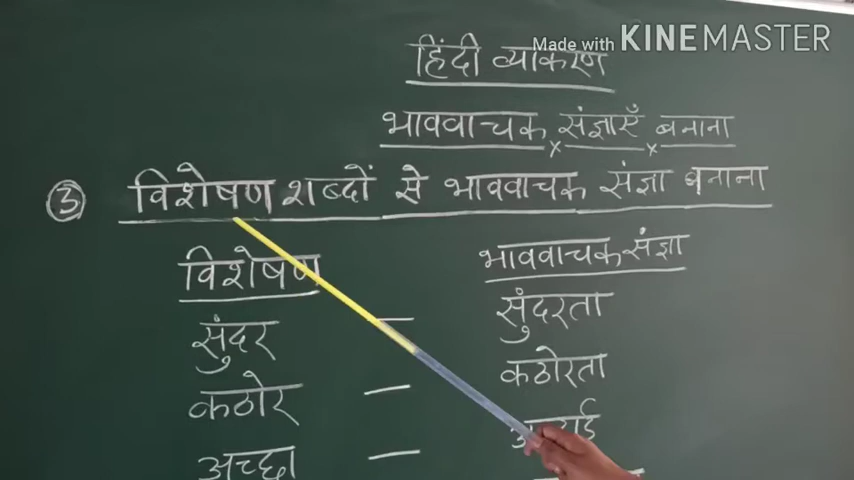 Made with KINEMASTER
हिंदी व्याकरण
भाववाचक संज्ञाएँ बनाना
③ विशेषण शब्दों से भाववाचक संज्ञा बनाना
विशेषण भाववाचक संज्ञा
सुंदर — सुंदरता
कठोर — कठोरता
अच्छा —